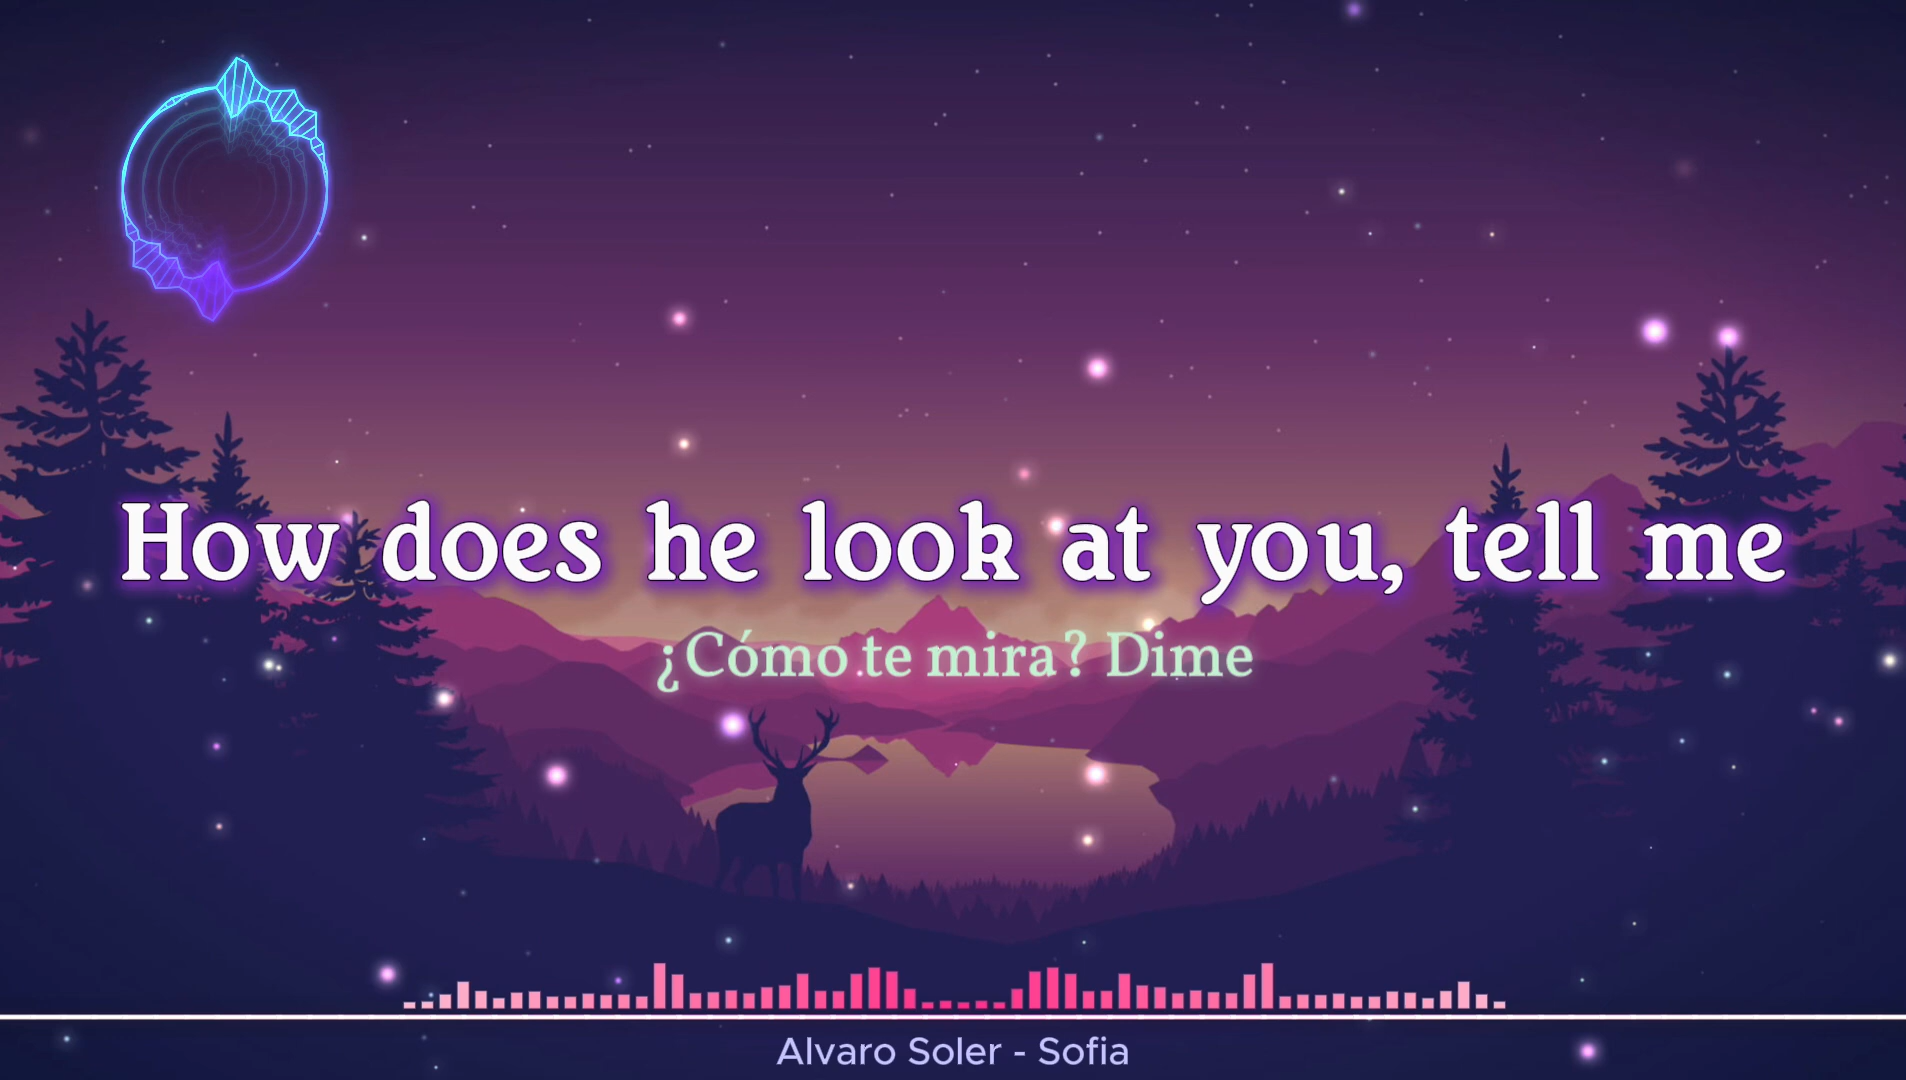 How does he look at you, tell me
¿Cómo te mira? Dime
Alvaro Soler - Sofia